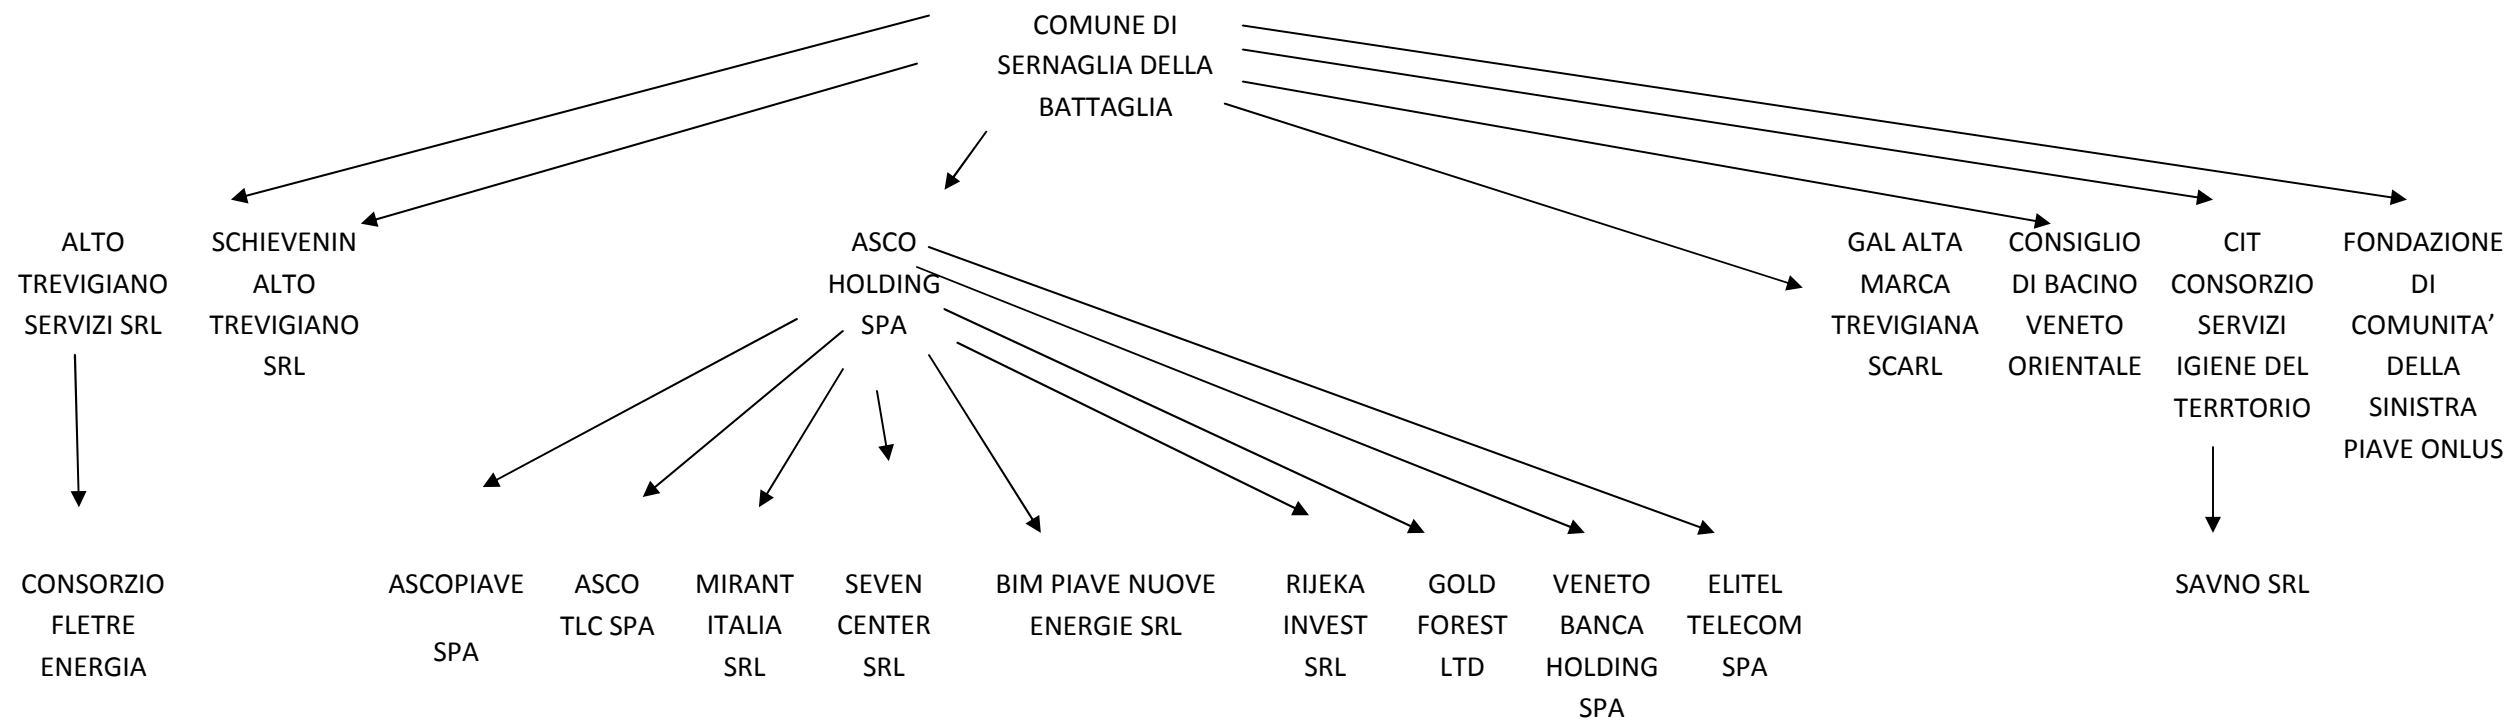 COMUNE DI
SERNAGLIA DELLA
BATTAGLIA
ALTO
TREVIGIANO
SERVIZI SRL
SCHIEVENIN
ALTO
TREVIGIANO
SRL
ASCO
HOLDING
SPA
GAL ALTA
MARCA
TREVIGIANA
SCARL
CONSIGLIO
DI BACINO
VENETO
ORIENTALE
CIT
CONSORZIO
SERVIZI
IGIENE DEL
TERRTORIO
FONDAZIONE
DI
COMUNITA’
DELLA
SINISTRA
PIAVE ONLUS
CONSORZIO
FLETRE
ENERGIA
ASCOPIAVE
SPA
ASCO
TLC SPA
MIRANT
ITALIA
SRL
SEVEN
CENTER
SRL
BIM PIAVE NUOVE
ENERGIE SRL
RIJEKA
INVEST
SRL
GOLD
FOREST
LTD
VENETO
BANCA
HOLDING
SPA
ELITEL
TELECOM
SPA
SAVNO SRL